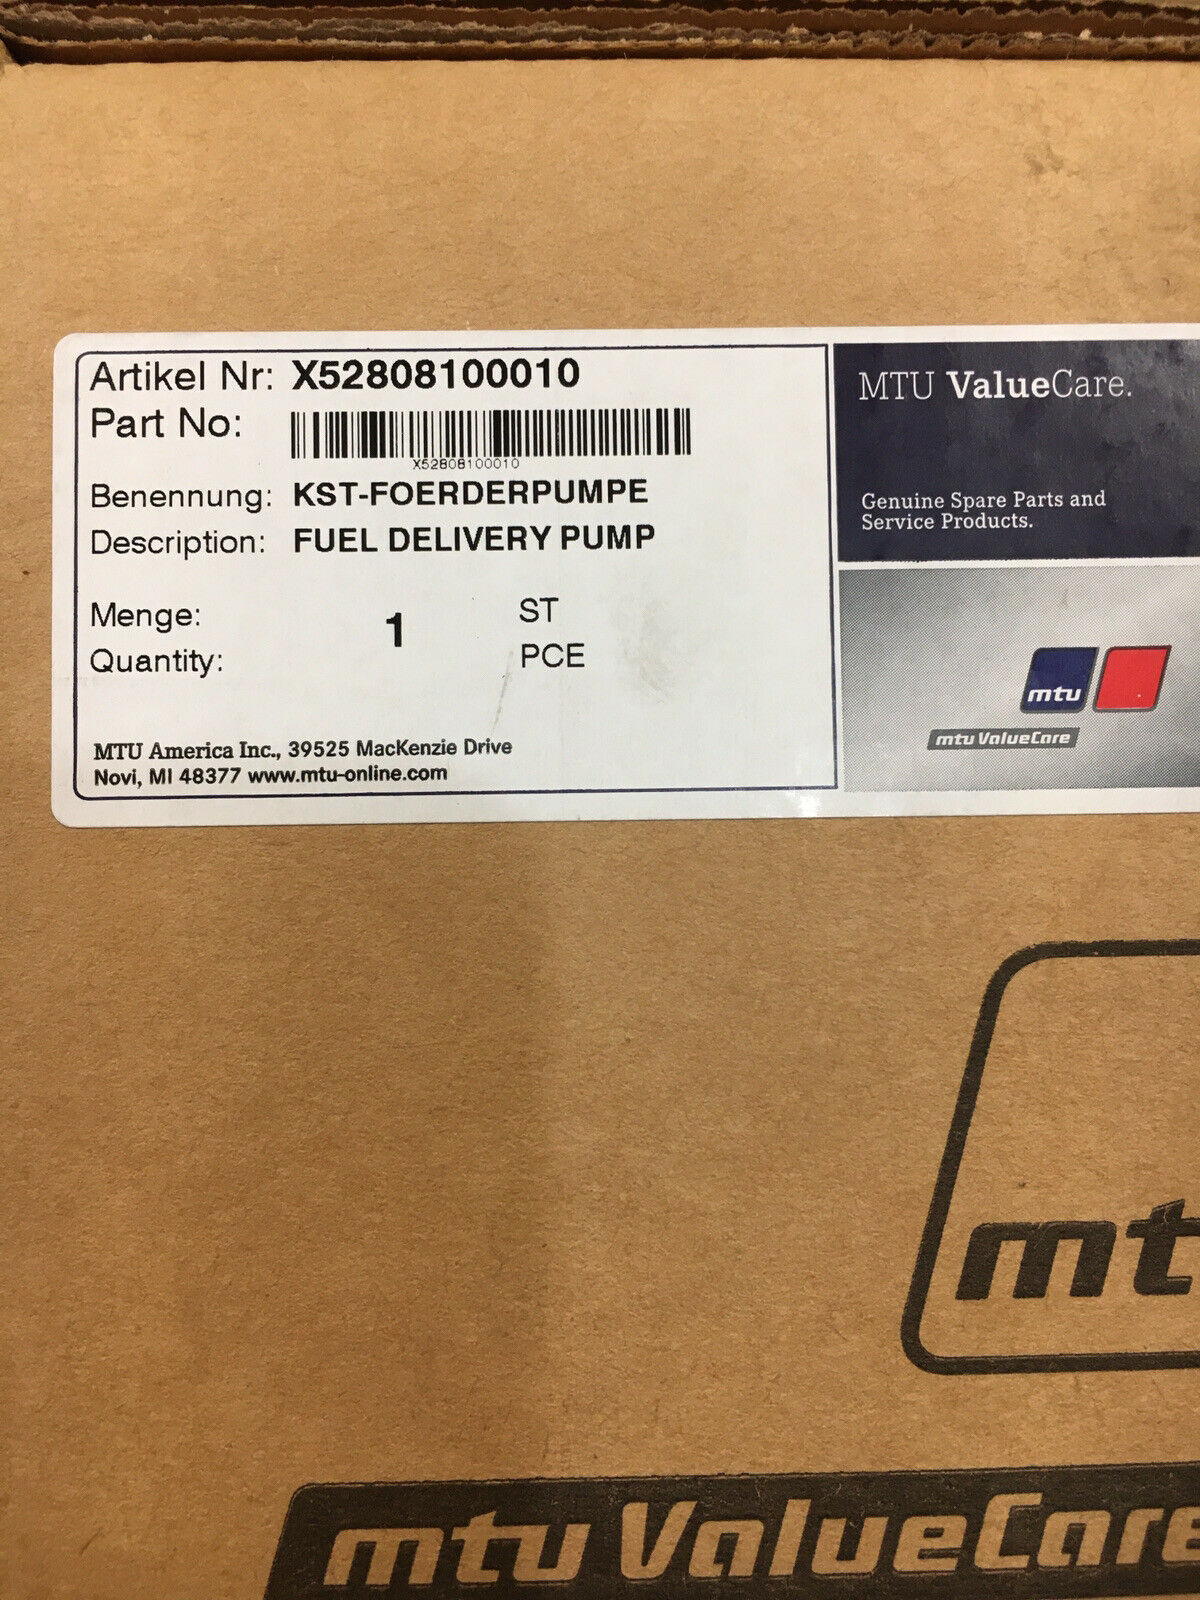 Artikel Nr: X52808100010
Part No:
X52808100010
Benennung: KST-FOERDERPUMPE
Description: FUEL DELIVERY PUMP
Menge: 1 ST
Quantity: PCE
MTU America Inc., 39525 MacKenzie Drive
Novi, MI 48377 www.mtu-online.com
MTU ValueCare.
Genuine Spare Parts and
Service Products.
mtu
mtu ValueCare
mt
mtu ValueCare